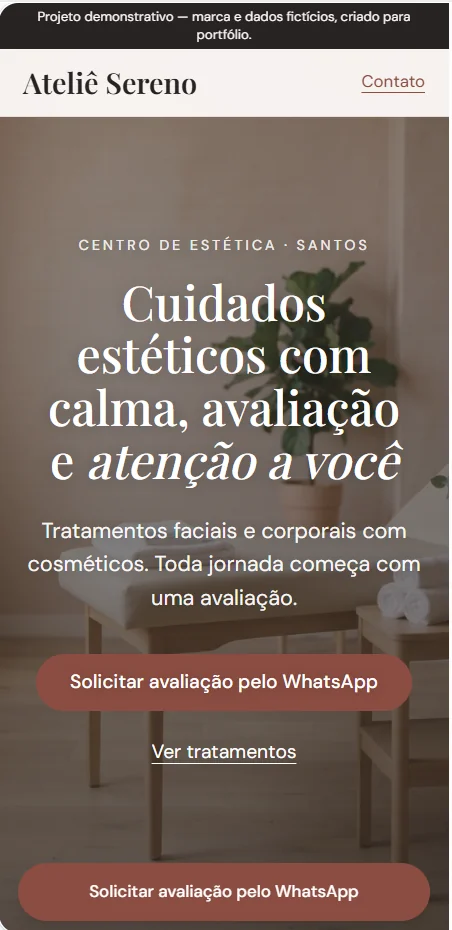 Projeto demonstrativo — marca e dados fictícios, criado para
portfólio.
Ateliê Sereno
Contato
CENTRO DE ESTÉTICA · SANTOS
Cuidados
estéticos com
calma, avaliação
e atenção a você
Tratamentos faciais e corporais com
cosméticos. Toda jornada começa com
uma avaliação.
Solicitar avaliação pelo WhatsApp
Ver tratamentos
Solicitar avaliação pelo WhatsApp